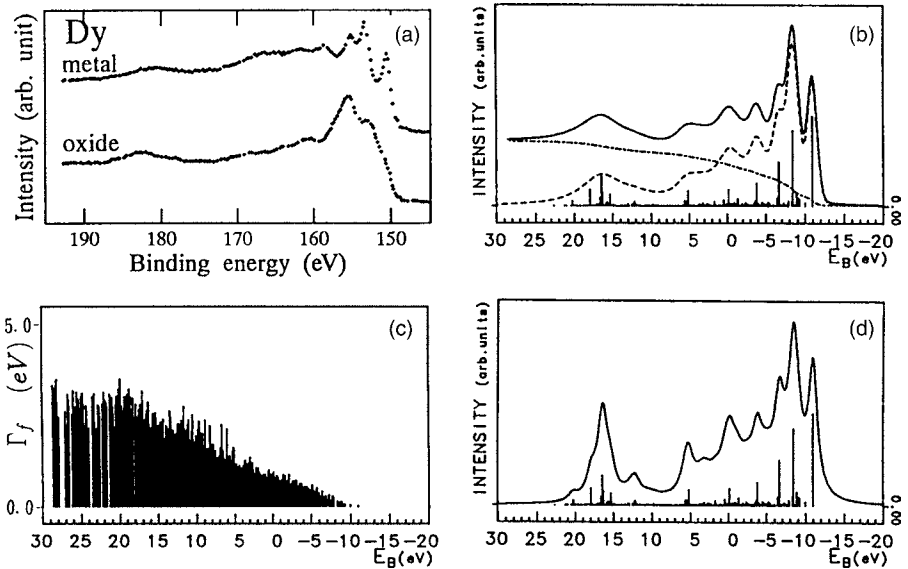 Dy
(a)
metal
oxide
Intensity (arb. unit)
190 180 170 160 150
Binding energy (eV)
(b)
INTENSITY (arb.units)
30 25 20 15 10 5 0 -5 -10 -15 -20
E_B(eV)
(c)
5.0
Γ_f (eV)
0.0
30 25 20 15 10 5 0 -5 -10 -15 -20
E_B(eV)
(d)
INTENSITY (arb.units)
30 25 20 15 10 5 0 -5 -10 -15 -20
E_B(eV)